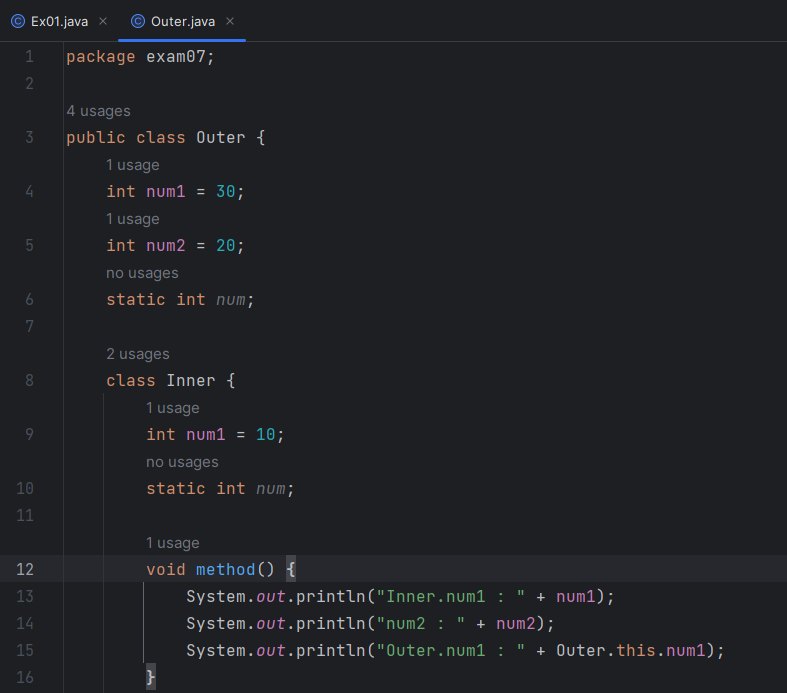 Ex01.java Outer.java
1 package exam07;
2
4 usages
3 public class Outer {
1 usage
4 int num1 = 30;
1 usage
5 int num2 = 20;
no usages
6 static int num;
7
2 usages
8 class Inner {
1 usage
9 int num1 = 10;
no usages
10 static int num;
11
1 usage
12 void method() {
13 System.out.println("Inner.num1 : " + num1);
14 System.out.println("num2 : " + num2);
15 System.out.println("Outer.num1 : " + Outer.this.num1);
16 }